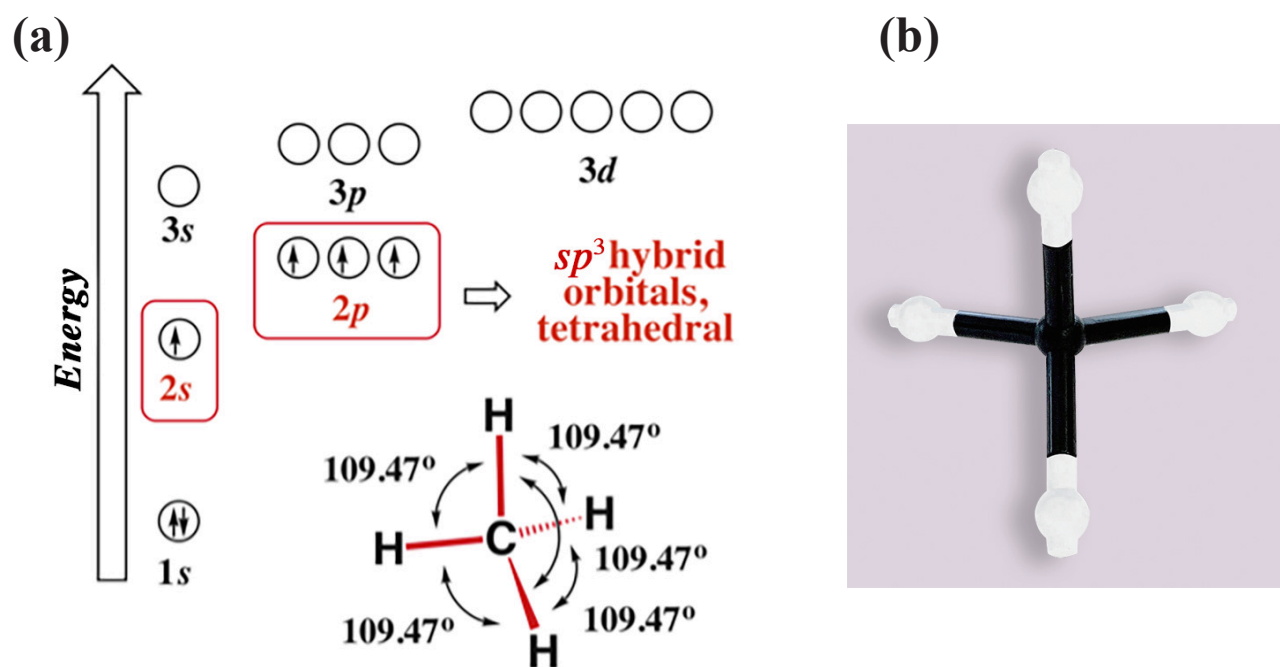 (a)
(b)
3d
3p
3s
sp³ hybrid
orbitals,
tetrahedral
2p
Energy
2s
1s
H
109.47º
109.47º
H
C
H
109.47º
109.47º
109.47º
H